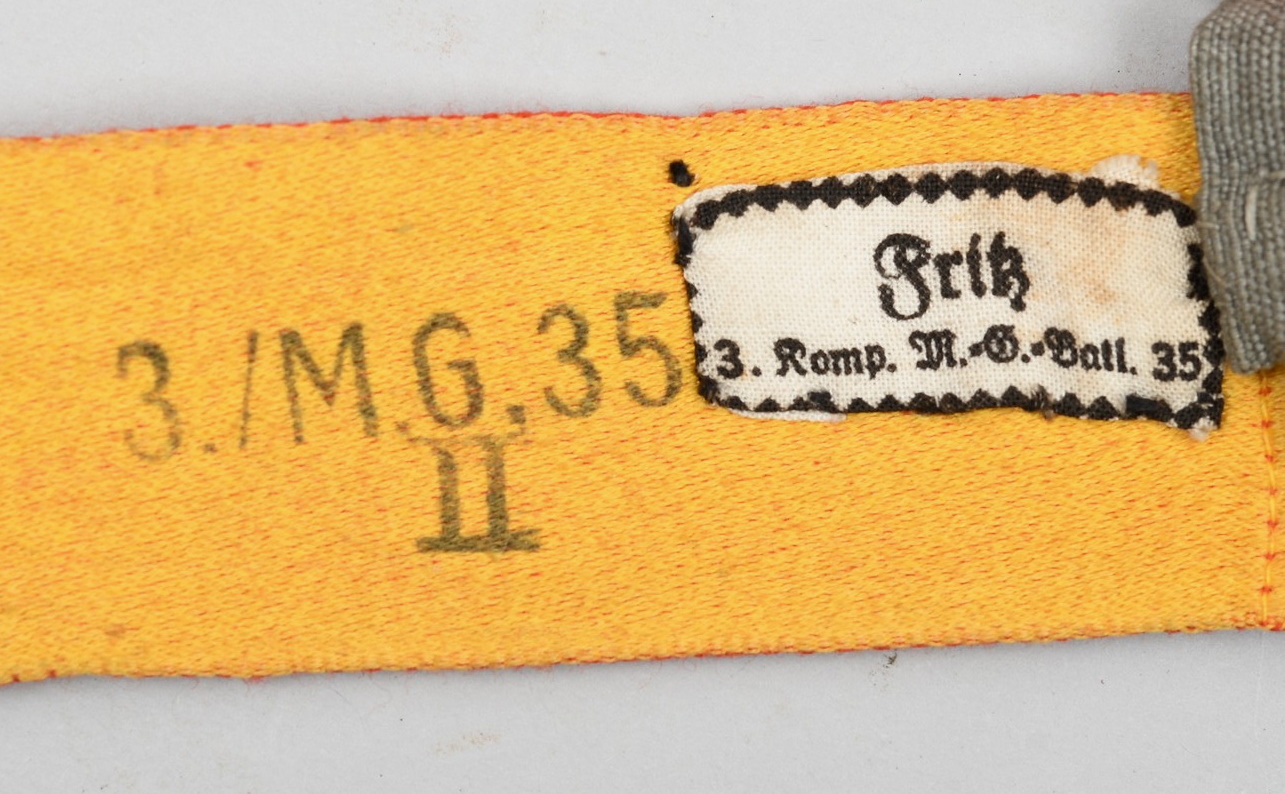 3./M.G.35
II
Fritz
3. Komp. M.-G.-Batl. 35